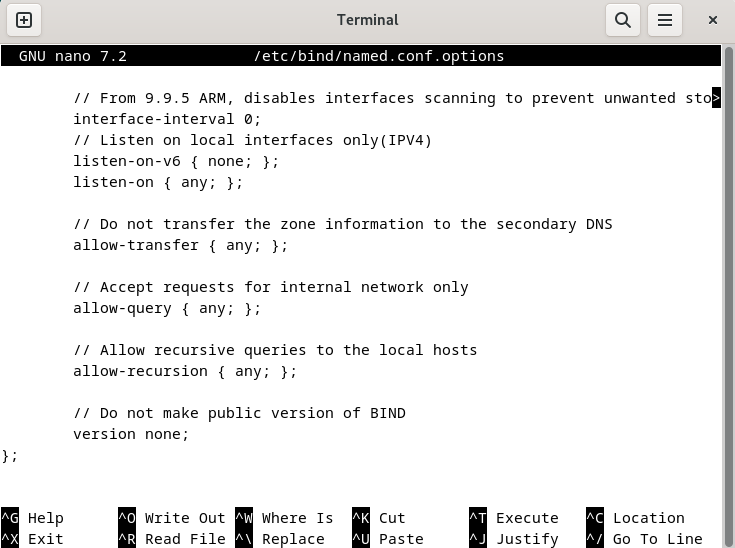 Terminal
GNU nano 7.2 /etc/bind/named.conf.options
// From 9.9.5 ARM, disables interfaces scanning to prevent unwanted sto>
interface-interval 0;
// Listen on local interfaces only(IPV4)
listen-on-v6 { none; };
listen-on { any; };
// Do not transfer the zone information to the secondary DNS
allow-transfer { any; };
// Accept requests for internal network only
allow-query { any; };
// Allow recursive queries to the local hosts
allow-recursion { any; };
// Do not make public version of BIND
version none;
};
^G Help ^O Write Out ^W Where Is ^K Cut ^T Execute ^C Location
^X Exit ^R Read File ^\ Replace ^U Paste ^J Justify ^/ Go To Line